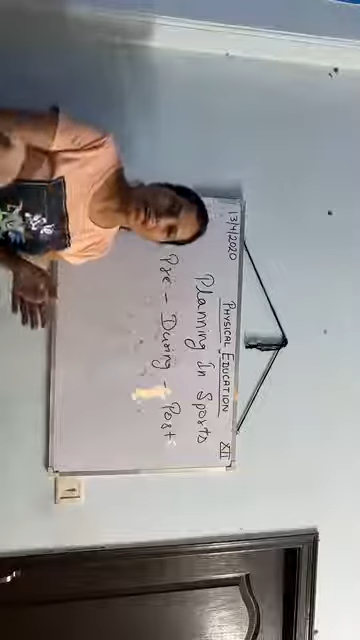 13/4/2020
PHYSICAL EDUCATION XII
Planning In Sports
Pre - During - Post